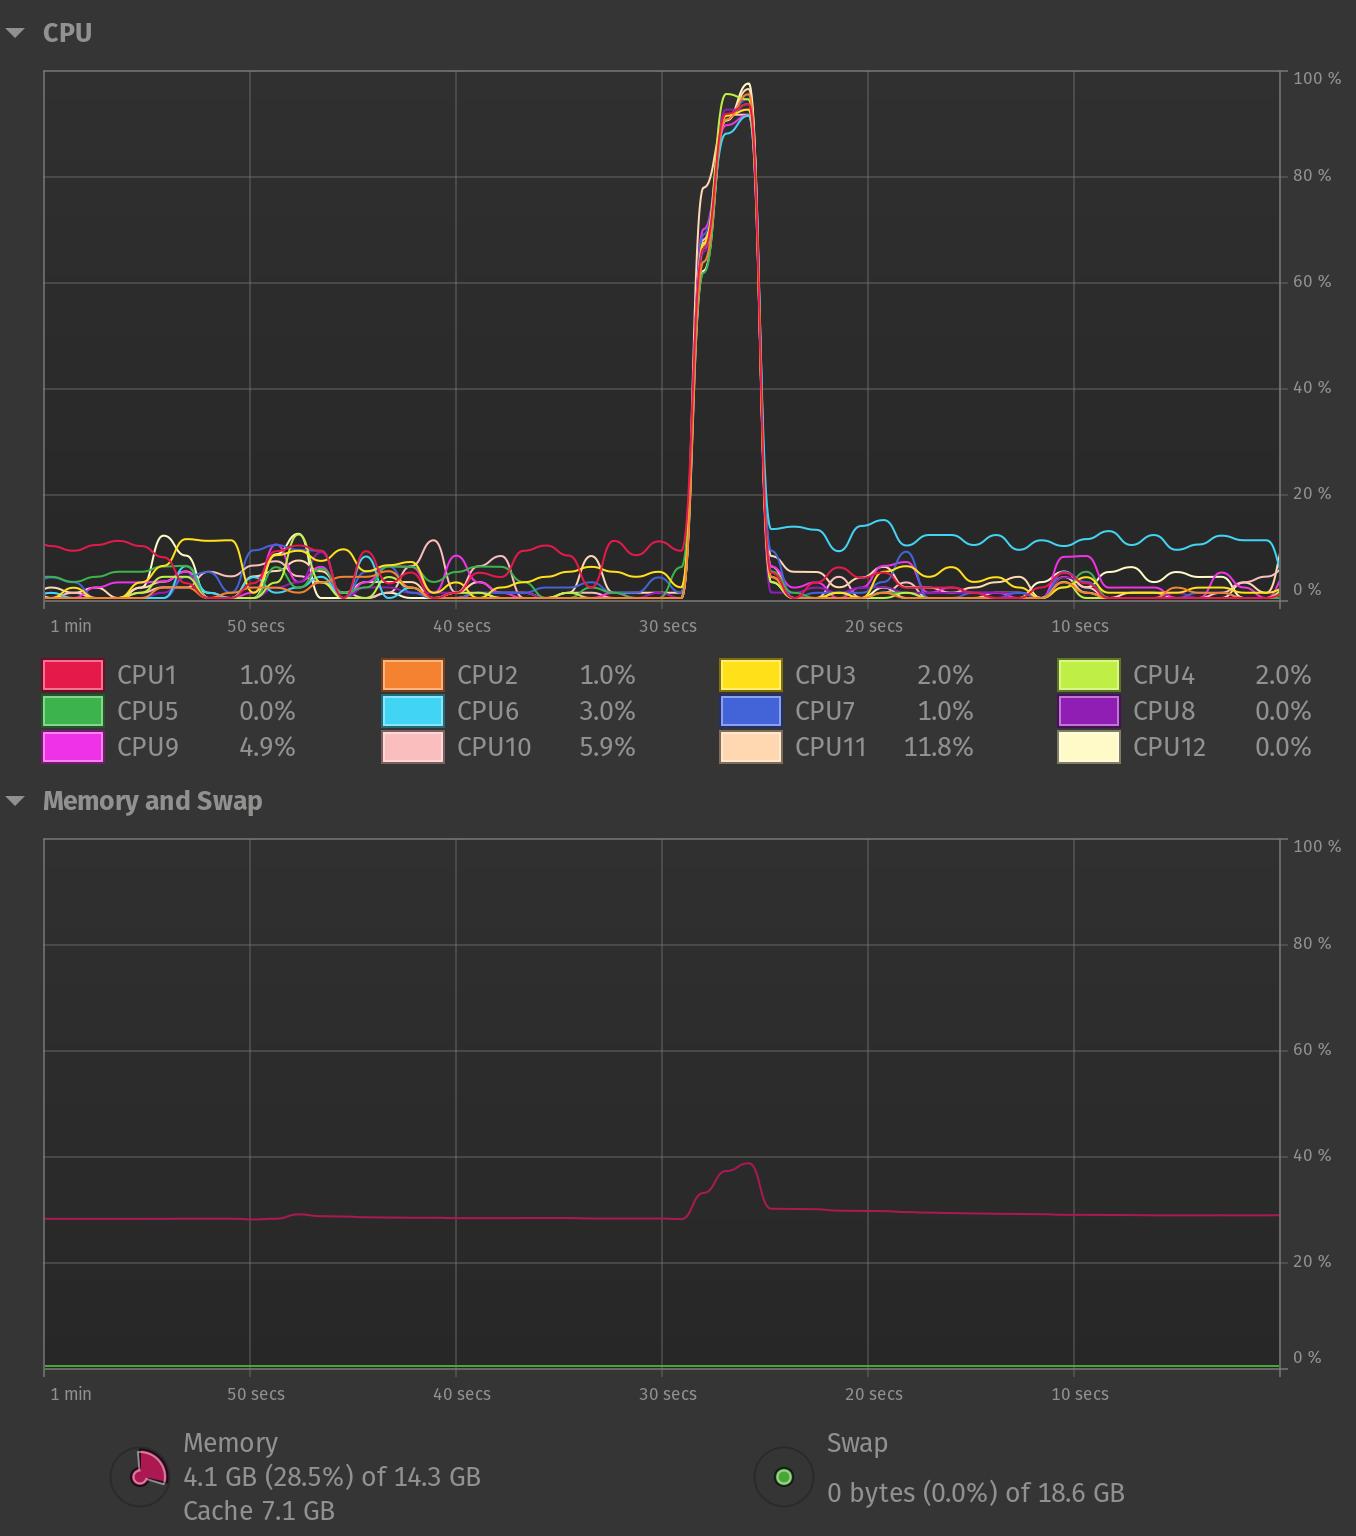 CPU
100 %
80 %
60 %
40 %
20 %
0 %
1 min 50 secs 40 secs 30 secs 20 secs 10 secs
CPU1 1.0% CPU2 1.0% CPU3 2.0% CPU4 2.0%
CPU5 0.0% CPU6 3.0% CPU7 1.0% CPU8 0.0%
CPU9 4.9% CPU10 5.9% CPU11 11.8% CPU12 0.0%
Memory and Swap
100 %
80 %
60 %
40 %
20 %
0 %
1 min 50 secs 40 secs 30 secs 20 secs 10 secs
Memory
4.1 GB (28.5%) of 14.3 GB
Cache 7.1 GB
Swap
0 bytes (0.0%) of 18.6 GB